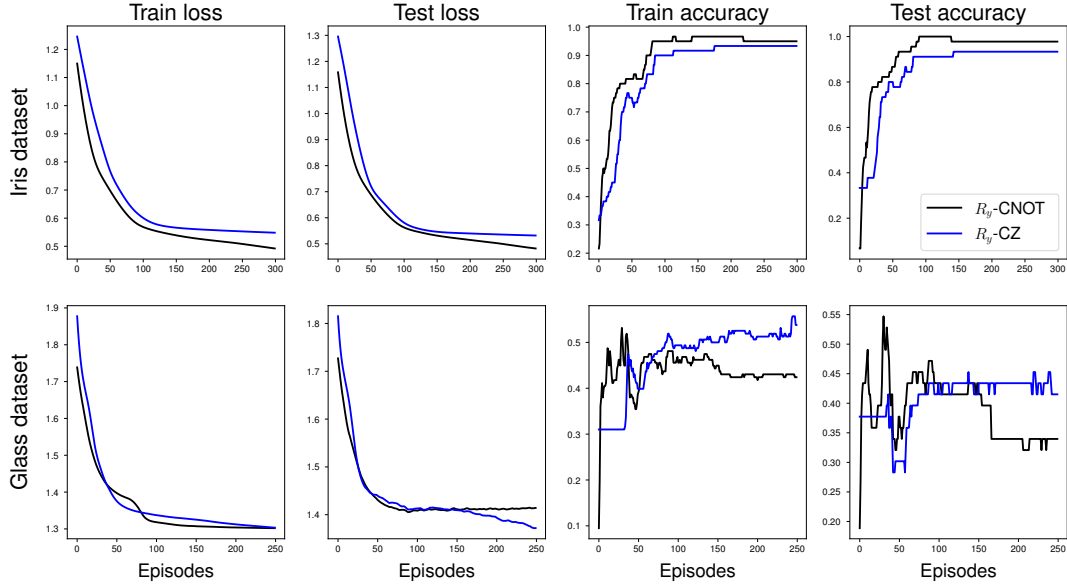 Train loss
Test loss
Train accuracy
Test accuracy
Iris dataset
1.2
1.1
1.0
0.9
0.8
0.7
0.6
0.5
0 50 100 150 200 250 300
1.3
1.2
1.1
1.0
0.9
0.8
0.7
0.6
0.5
0 50 100 150 200 250 300
1.0
0.9
0.8
0.7
0.6
0.5
0.4
0.3
0.2
0 50 100 150 200 250 300
1.0
0.8
0.6
0.4
0.2
0 50 100 150 200 250 300
R_y-CNOT
R_y-CZ
Glass dataset
1.9
1.8
1.7
1.6
1.5
1.4
1.3
0 50 100 150 200 250
Episodes
1.8
1.7
1.6
1.5
1.4
0 50 100 150 200 250
Episodes
0.5
0.4
0.3
0.2
0.1
0 50 100 150 200 250
Episodes
0.55
0.50
0.45
0.40
0.35
0.30
0.25
0.20
0 50 100 150 200 250
Episodes